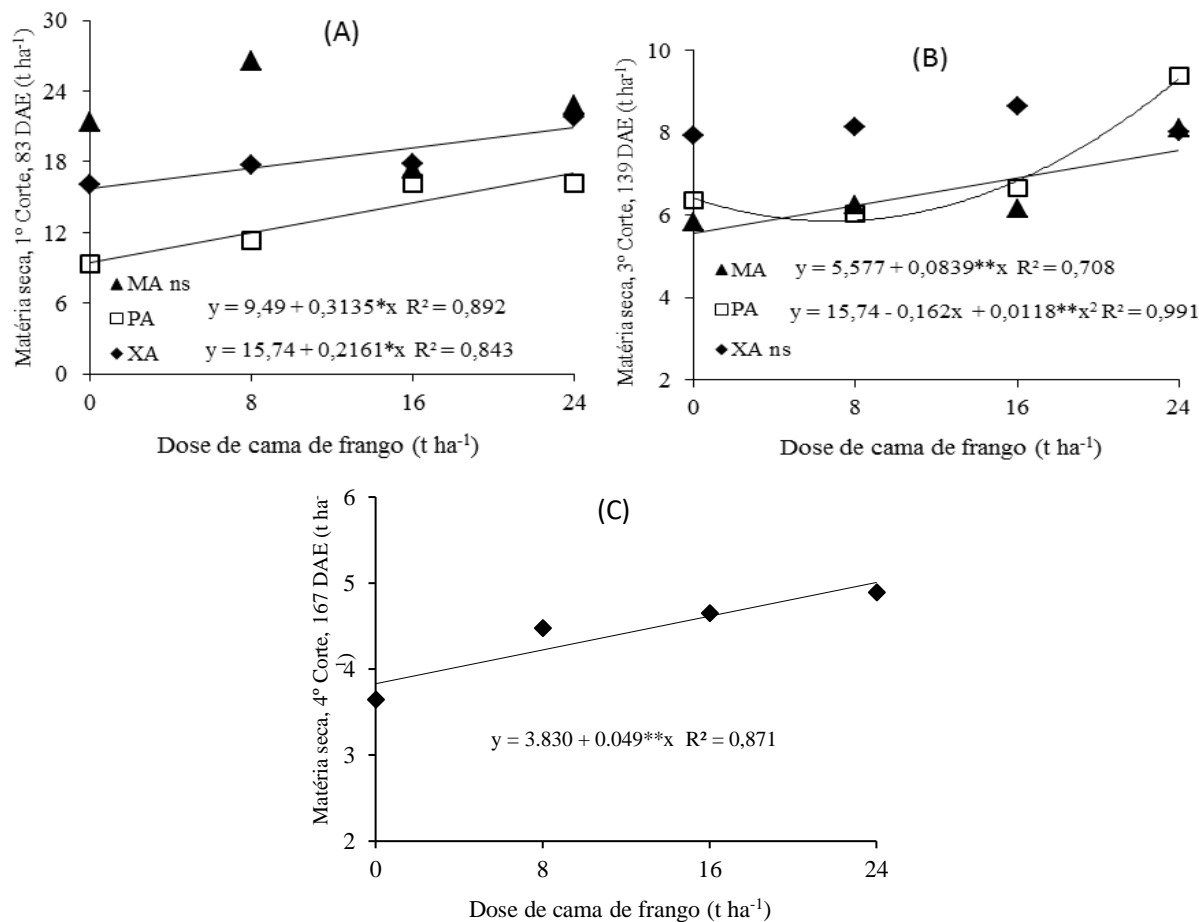 (A)
Matéria seca, 1º Corte, 83 DAE (t ha⁻¹)
30
24
18
12
6
0
▲ MA ns
y = 9,49 + 0,3135*x R² = 0,892
□ PA
◆ XA y = 15,74 + 0,2161*x R² = 0,843
0 8 16 24
Dose de cama de frango (t ha⁻¹)
(B)
Matéria seca, 3º Corte, 139 DAE (t ha⁻¹)
10
8
6
4
2
▲ MA y = 5,577 + 0,0839**x R² = 0,708
□ PA y = 15,74 - 0,162x + 0,0118**x² R² = 0,991
◆ XA ns
0 8 16 24
Dose de cama de frango (t ha⁻¹)
(C)
Matéria seca, 4º Corte, 167 DAE (t ha⁻
¹)
6
5
4
3
2
y = 3.830 + 0.049**x R² = 0,871
0 8 16 24
Dose de cama de frango (t ha⁻¹)